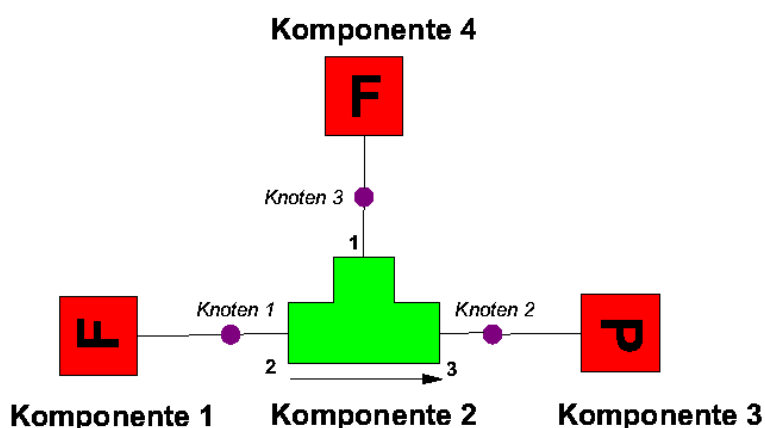 Komponente 4
F
Knoten 3
1
Knoten 1
Knoten 2
F
P
2
3
Komponente 1
Komponente 2
Komponente 3